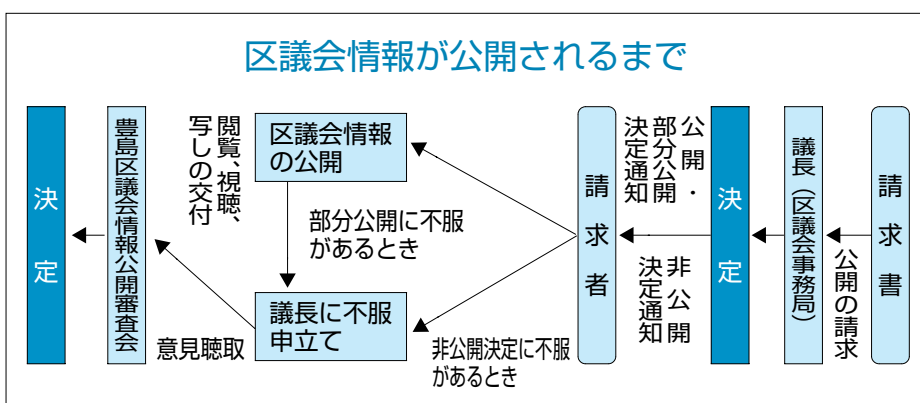 区議会情報が公開されるまで
請求書
公開の請求
議長（区議会事務局）
決定
公開・
部分公開
決定通知
非公開
決定通知
請求者
区議会情報
の公開
閲覧、視聴、
写しの交付
部分公開に不服
があるとき
非公開決定に不服
があるとき
議長に不服
申立て
意見聴取
豊島区議会情報公開審査会
決定